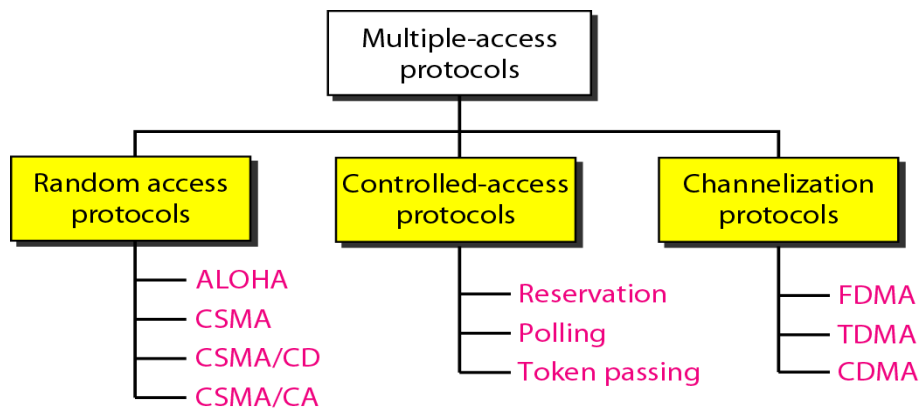 Multiple-access
protocols
Random access
protocols
Controlled-access
protocols
Channelization
protocols
ALOHA
CSMA
CSMA/CD
CSMA/CA
Reservation
Polling
Token passing
FDMA
TDMA
CDMA